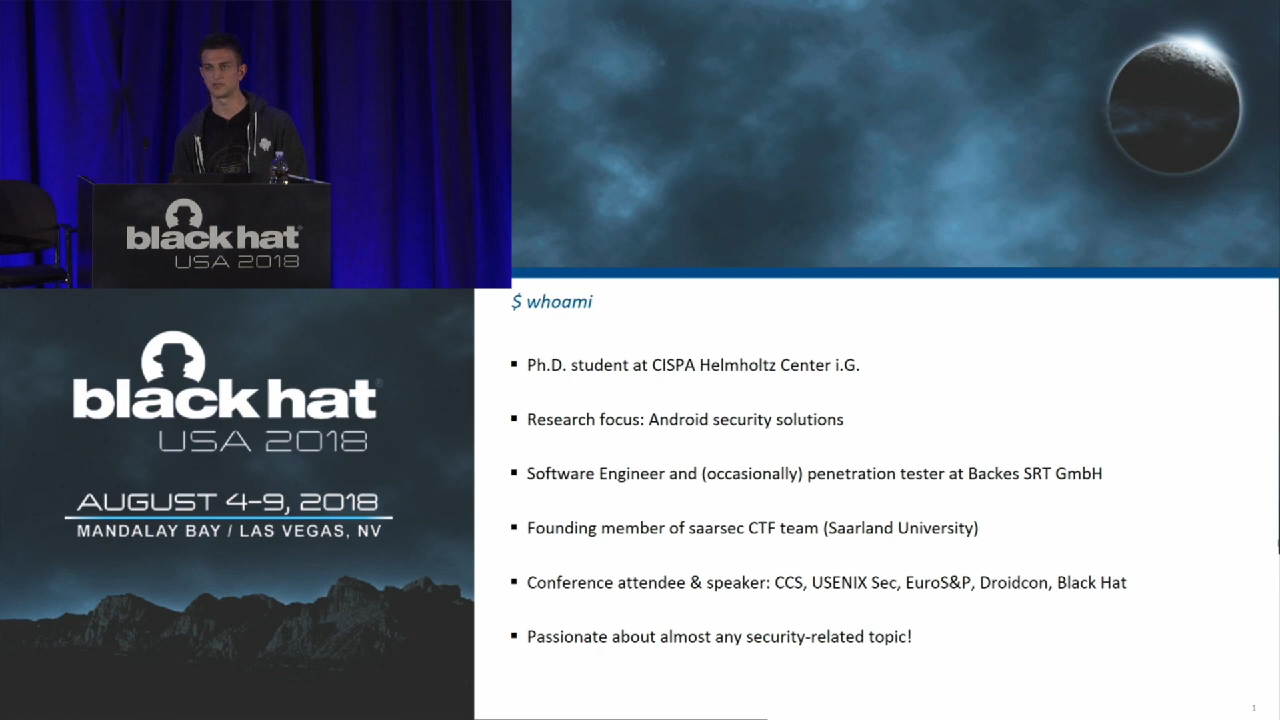 black hat
USA 2018
black hat
USA 2018
AUGUST 4-9, 2018
MANDALAY BAY / LAS VEGAS, NV
$ whoami
▪ Ph.D. student at CISPA Helmholtz Center i.G.
▪ Research focus: Android security solutions
▪ Software Engineer and (occasionally) penetration tester at Backes SRT GmbH
▪ Founding member of saarsec CTF team (Saarland University)
▪ Conference attendee & speaker: CCS, USENIX Sec, EuroS&P, Droidcon, Black Hat
▪ Passionate about almost any security-related topic!
1